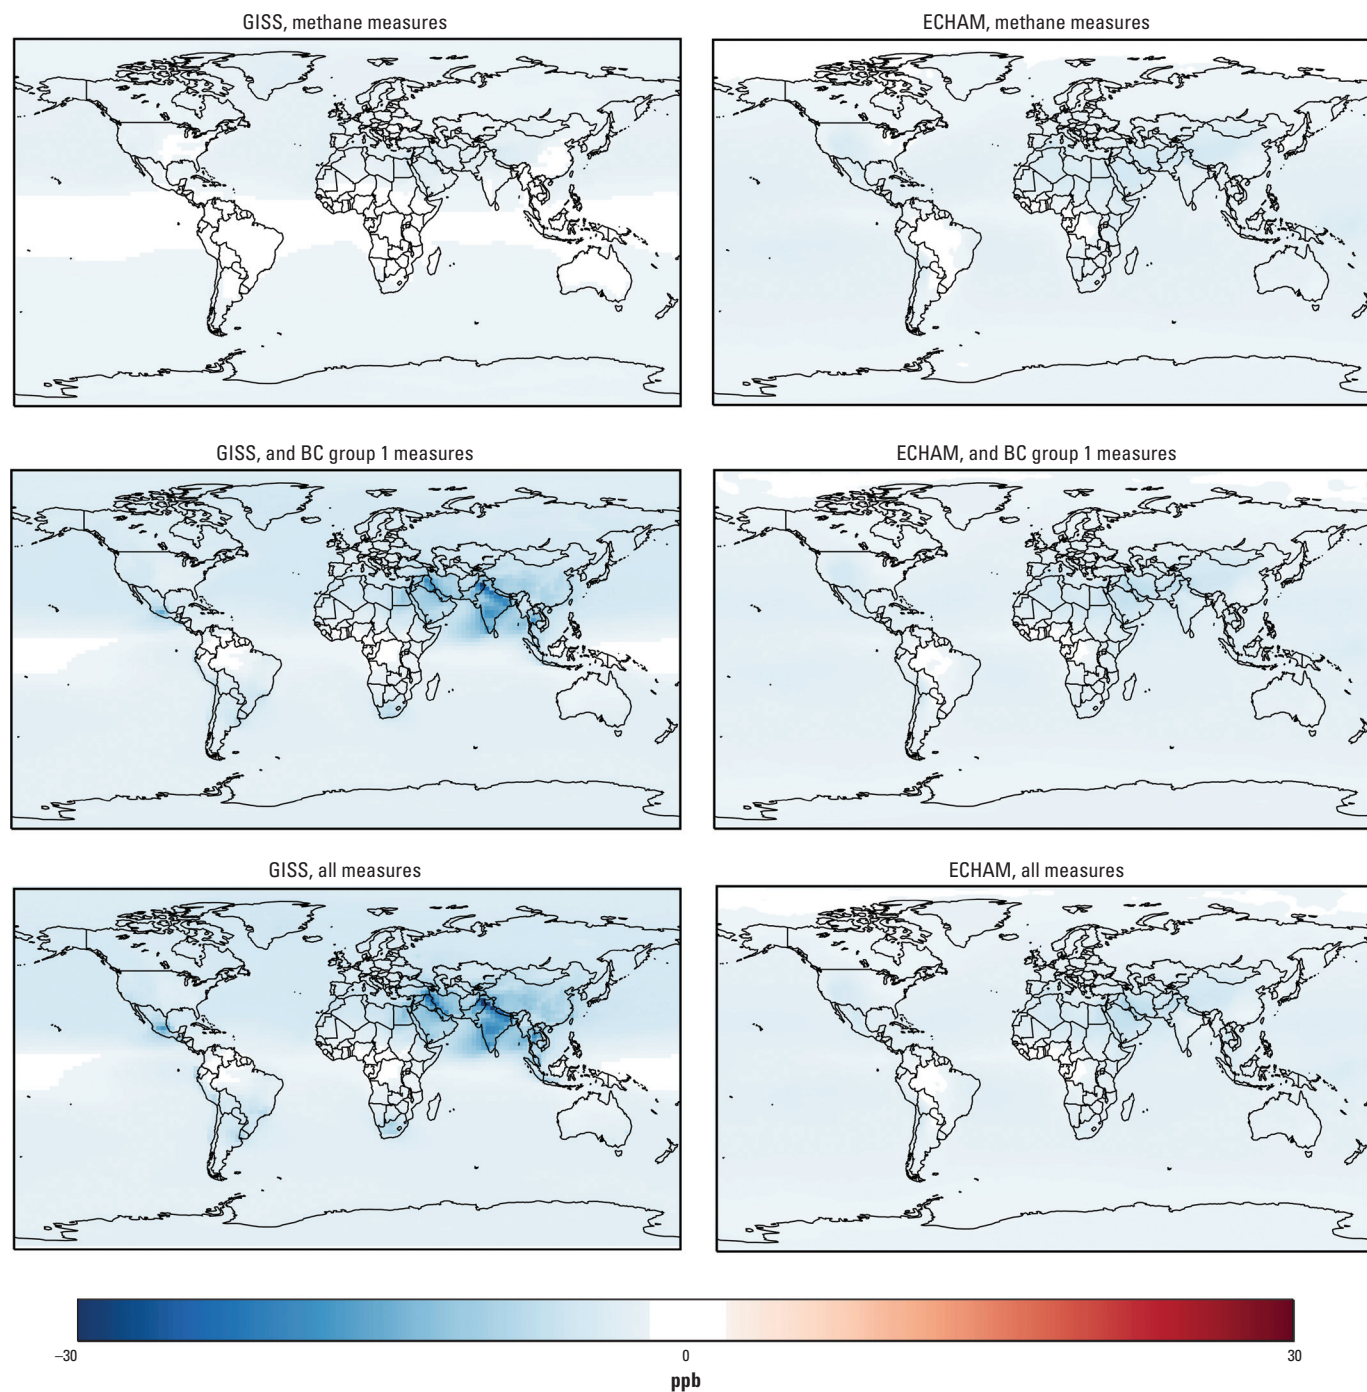 GISS, methane measures
ECHAM, methane measures
GISS, and BC group 1 measures
ECHAM, and BC group 1 measures
GISS, all measures
ECHAM, all measures
–30
0
30
ppb